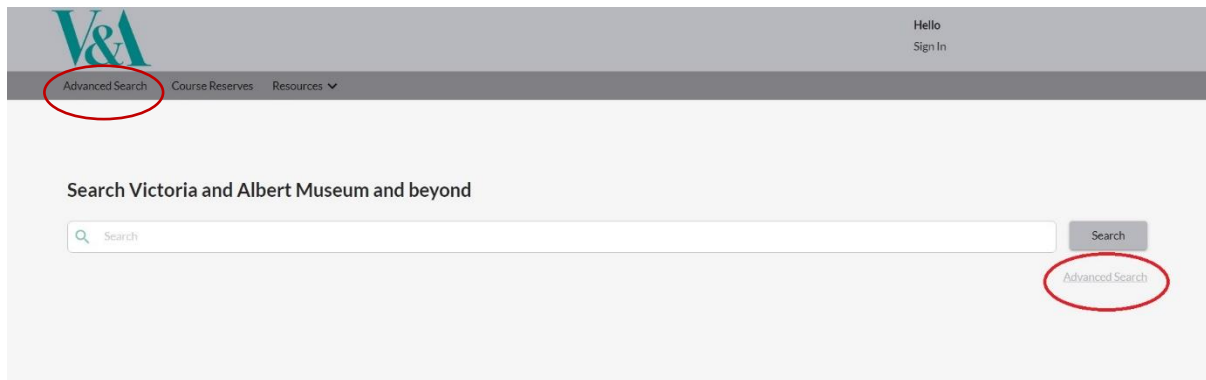 V&A
Hello
Sign In
Advanced Search Course Reserves Resources
Search Victoria and Albert Museum and beyond
Search
Search
Advanced Search